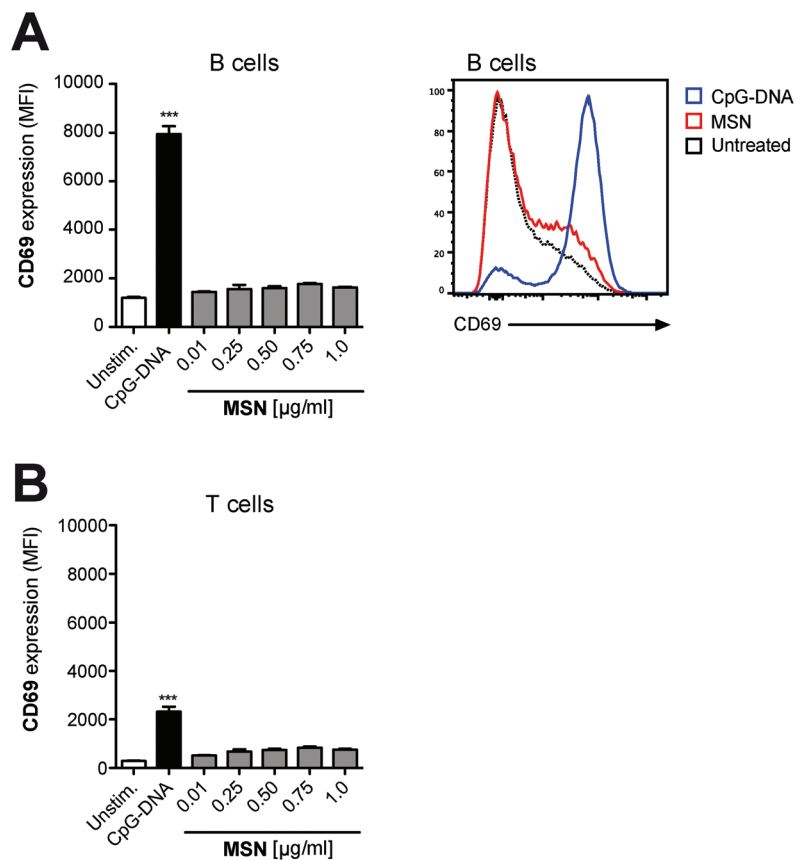 A
B cells
CD69 expression (MFI)
10000
8000
6000
4000
2000
0
***
Unstim.
CpG-DNA
0.01
0.25
0.50
0.75
1.0
MSN [µg/ml]
B cells
100
80
60
40
20
0
CD69
CpG-DNA
MSN
Untreated
B
T cells
CD69 expression (MFI)
10000
8000
6000
4000
2000
0
***
Unstim.
CpG-DNA
0.01
0.25
0.50
0.75
1.0
MSN [µg/ml]